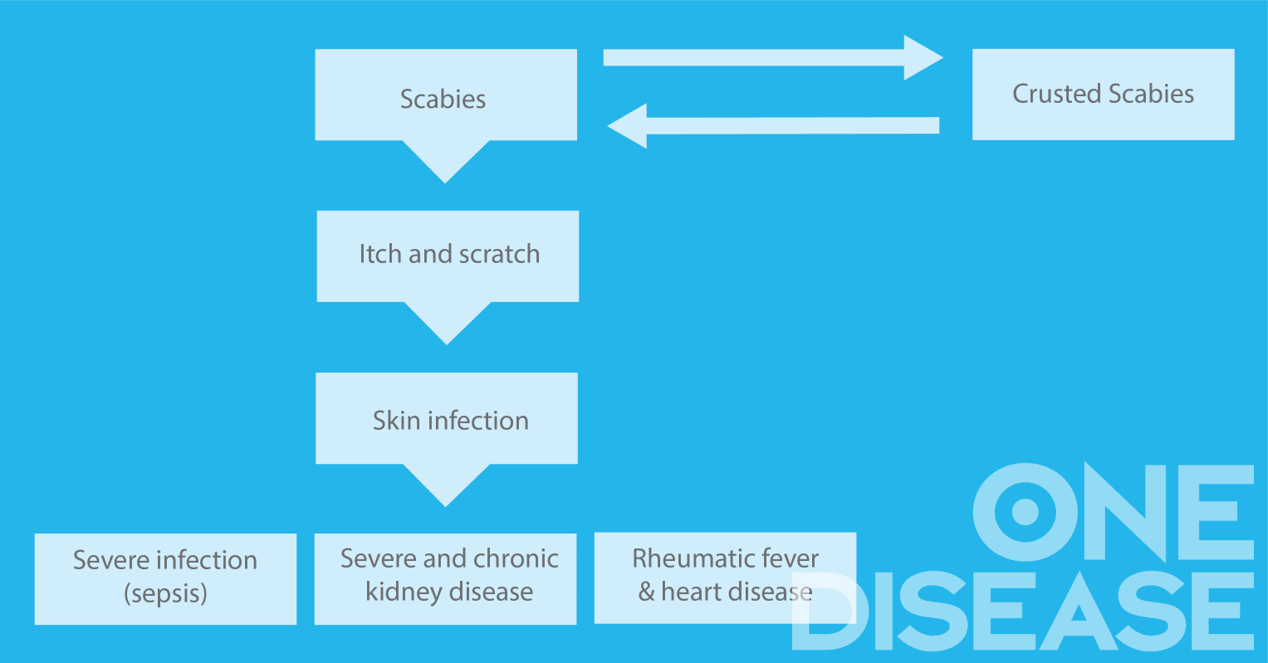 Scabies
Crusted Scabies
Itch and scratch
Skin infection
Severe infection
(sepsis)
Severe and chronic
kidney disease
Rheumatic fever
& heart disease
ONE
DISEASE